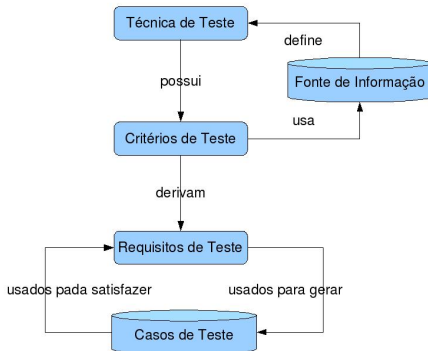 Técnica de Teste
define
possui
Fonte de Informação
Critérios de Teste
usa
derivam
Requisitos de Teste
usados pada satisfazer
usados para gerar
Casos de Teste